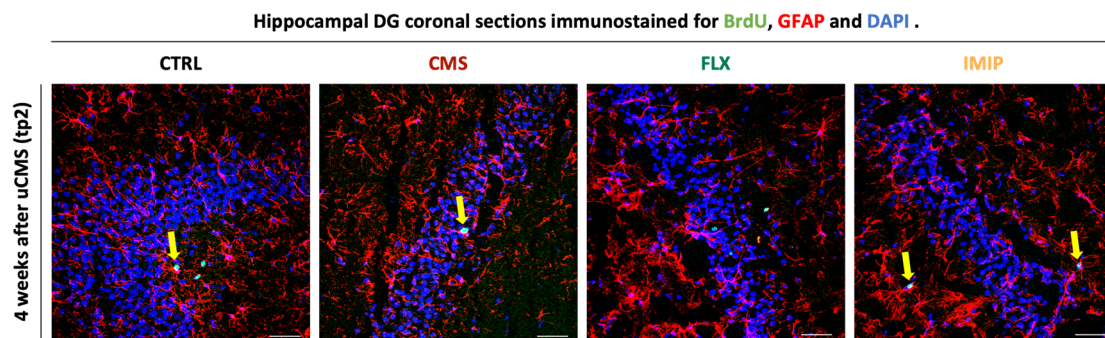 Hippocampal DG coronal sections immunostained for BrdU, GFAP and DAPI .
CTRL
CMS
FLX
IMIP
4 weeks after uCMS (tp2)